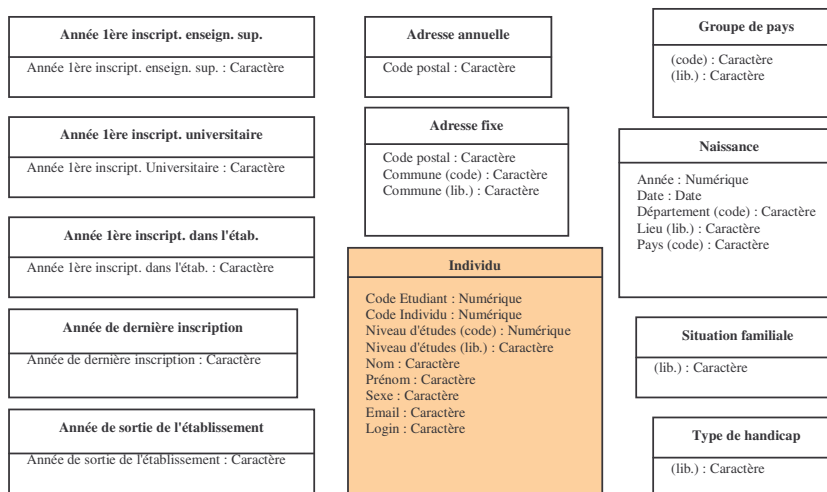 Année 1ère inscript. enseign. sup.
Année 1ère inscript. enseign. sup. : Caractère
Année 1ère inscript. universitaire
Année 1ère inscript. Universitaire : Caractère
Année 1ère inscript. dans l'étab.
Année 1ère inscript. dans l'étab. : Caractère
Année de dernière inscription
Année de dernière inscription : Caractère
Année de sortie de l'établissement
Année de sortie de l'établissement : Caractère
Adresse annuelle
Code postal : Caractère
Adresse fixe
Code postal : Caractère
Commune (code) : Caractère
Commune (lib.) : Caractère
Individu
Code Etudiant : Numérique
Code Individu : Numérique
Niveau d'études (code) : Numérique
Niveau d'études (lib.) : Caractère
Nom : Caractère
Prénom : Caractère
Sexe : Caractère
Email : Caractère
Login : Caractère
Groupe de pays
(code) : Caractère
(lib.) : Caractère
Naissance
Année : Numérique
Date : Date
Département (code) : Caractère
Lieu (lib.) : Caractère
Pays (code) : Caractère
Situation familiale
(lib.) : Caractère
Type de handicap
(lib.) : Caractère